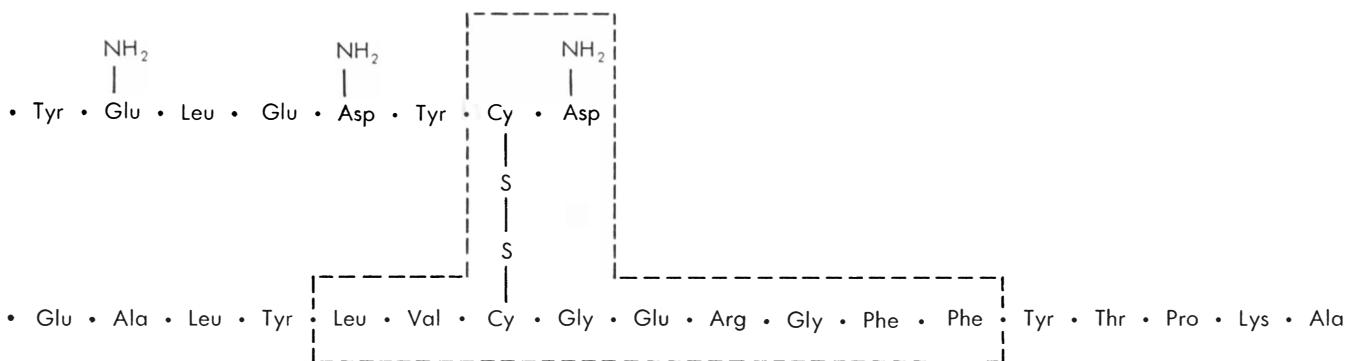 NH₂ NH₂ NH₂
• Tyr • Glu • Leu • Glu • Asp • Tyr • Cy • Asp
S
S
• Glu • Ala • Leu • Tyr • Leu • Val • Cy • Gly • Glu • Arg • Gly • Phe • Phe • Tyr • Thr • Pro • Lys • Ala